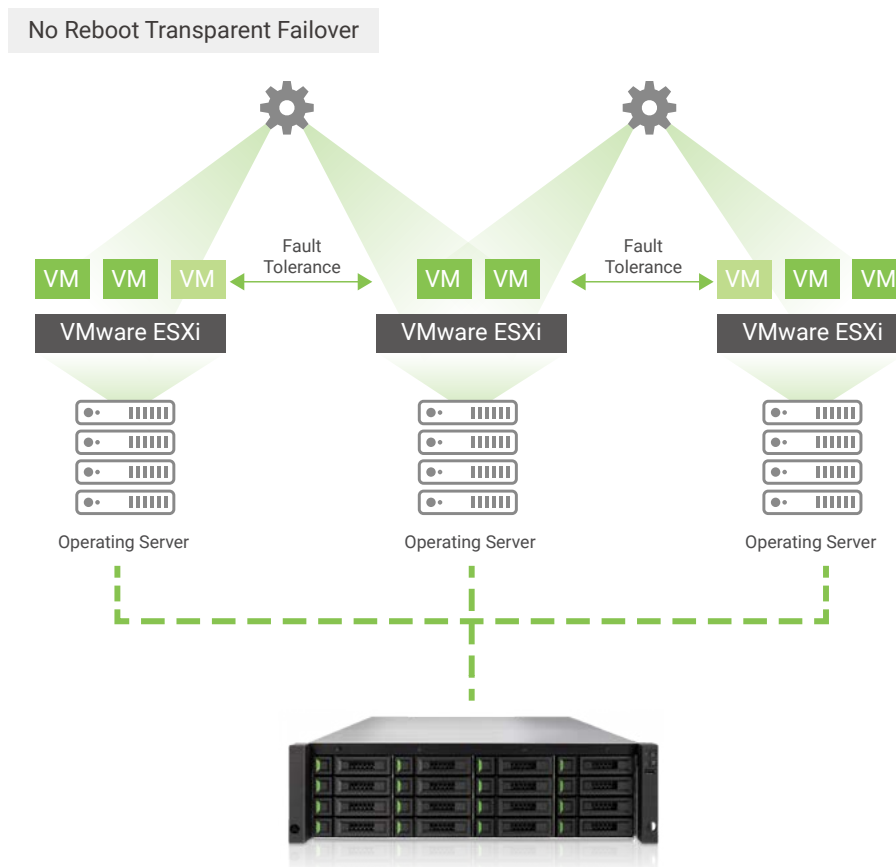 No Reboot Transparent Failover
Fault
Tolerance
Fault
Tolerance
VM VM VM
VM VM
VM VM VM
VMware ESXi
VMware ESXi
VMware ESXi
Operating Server
Operating Server
Operating Server